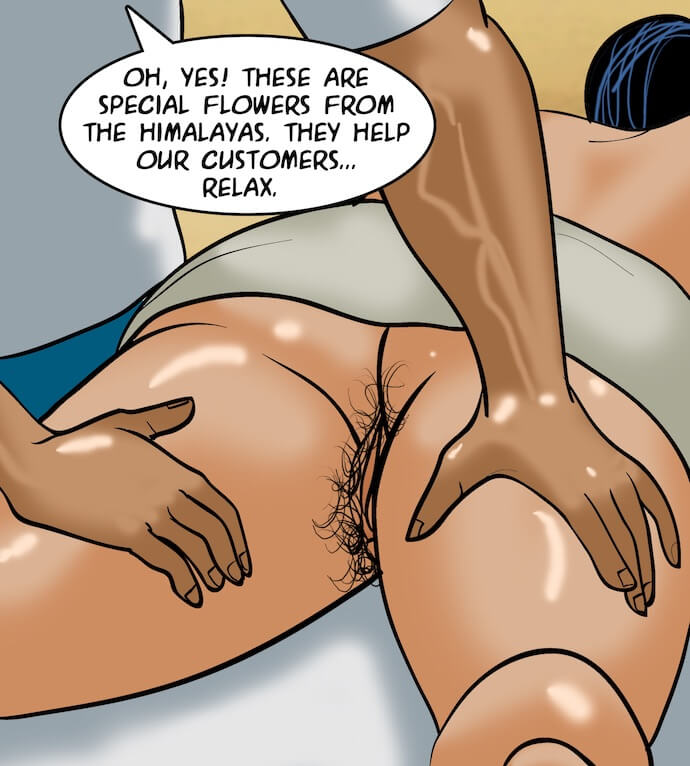 OH, YES! THESE ARE
SPECIAL FLOWERS FROM
THE HIMALAYAS. THEY HELP
OUR CUSTOMERS...
RELAX.